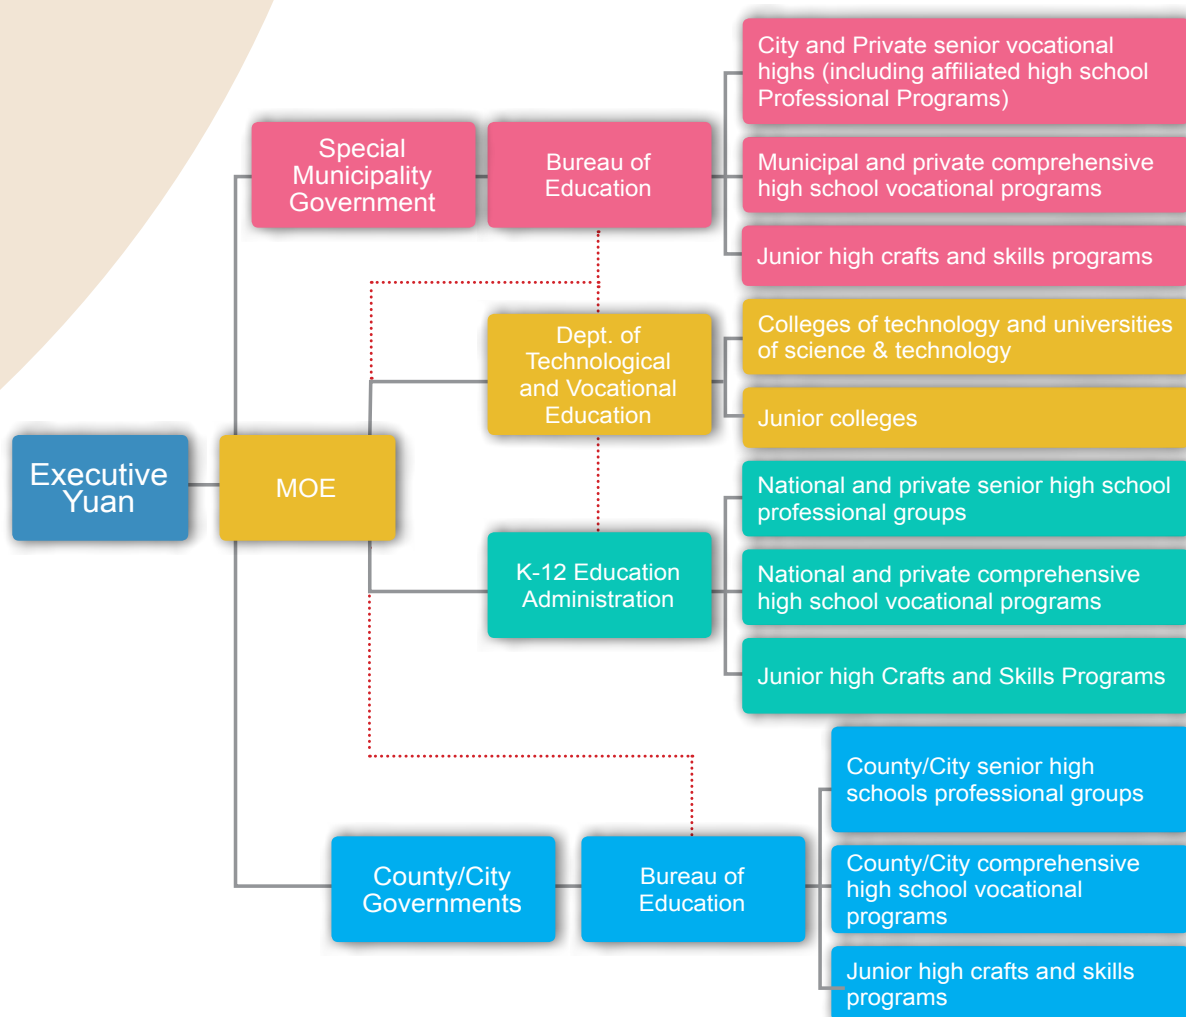 City and Private senior vocational
highs (including affiliated high school
Professional Programs)
Special
Municipality
Government
Bureau of
Education
Municipal and private comprehensive
high school vocational programs
Junior high crafts and skills programs
Dept. of
Technological
and Vocational
Education
Colleges of technology and universities
of science & technology
Junior colleges
Executive
Yuan
MOE
National and private senior high school
professional groups
K-12 Education
Administration
National and private comprehensive
high school vocational programs
Junior high Crafts and Skills Programs
County/City senior high
schools professional groups
County/City
Governments
Bureau of
Education
County/City comprehensive
high school vocational
programs
Junior high crafts and skills
programs